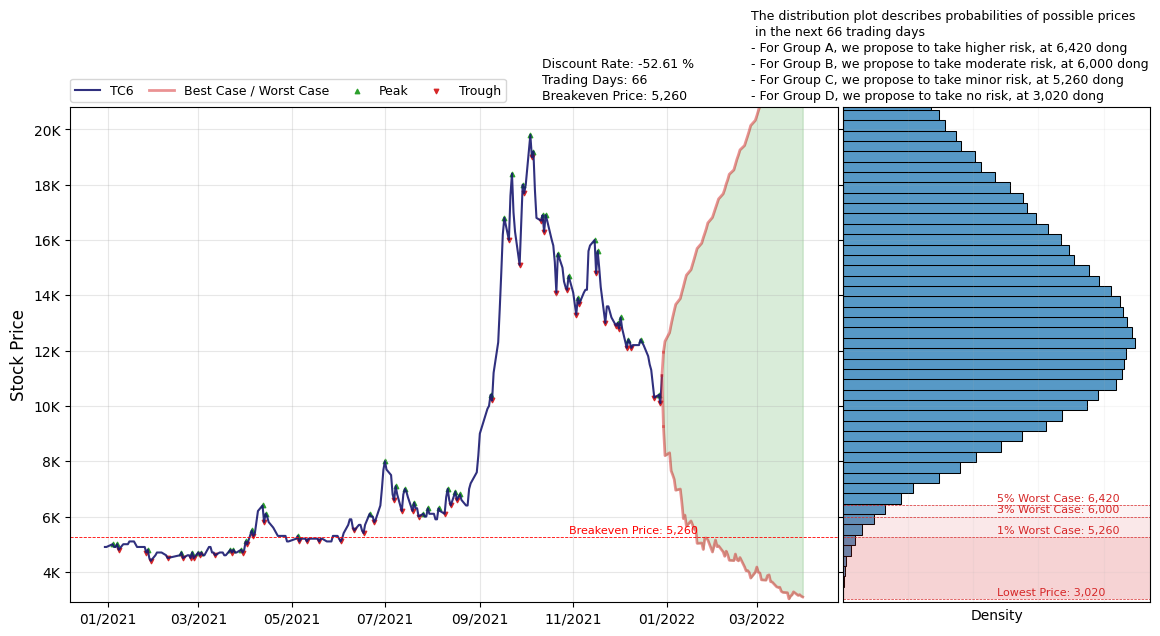 The distribution plot describes probabilities of possible prices
in the next 66 trading days
- For Group A, we propose to take higher risk, at 6,420 dong
- For Group B, we propose to take moderate risk, at 6,000 dong
- For Group C, we propose to take minor risk, at 5,260 dong
- For Group D, we propose to take no risk, at 3,020 dong
Discount Rate: -52.61 %
Trading Days: 66
Breakeven Price: 5,260
TC6 Best Case / Worst Case Peak Trough
Stock Price
20K
18K
16K
14K
12K
10K
8K
6K
4K
Breakeven Price: 5,260
5% Worst Case: 6,420
3% Worst Case: 6,000
1% Worst Case: 5,260
Lowest Price: 3,020
01/2021 03/2021 05/2021 07/2021 09/2021 11/2021 01/2022 03/2022
Density